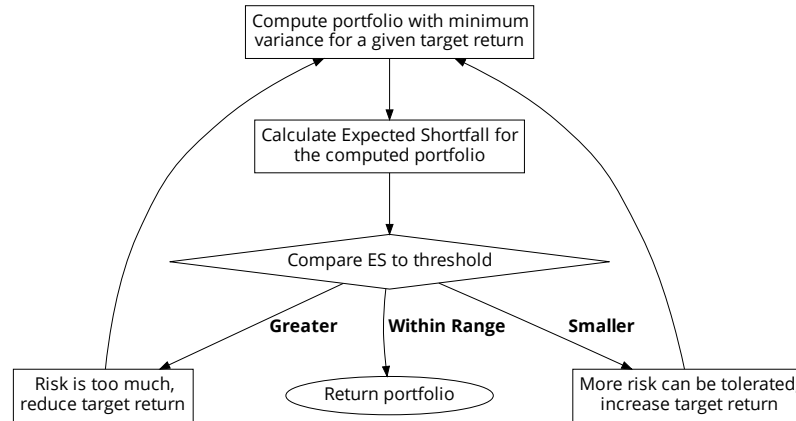 Compute portfolio with minimum
variance for a given target return
Calculate Expected Shortfall for
the computed portfolio
Compare ES to threshold
Greater
Within Range
Smaller
Risk is too much,
reduce target return
Return portfolio
More risk can be tolerated,
increase target return